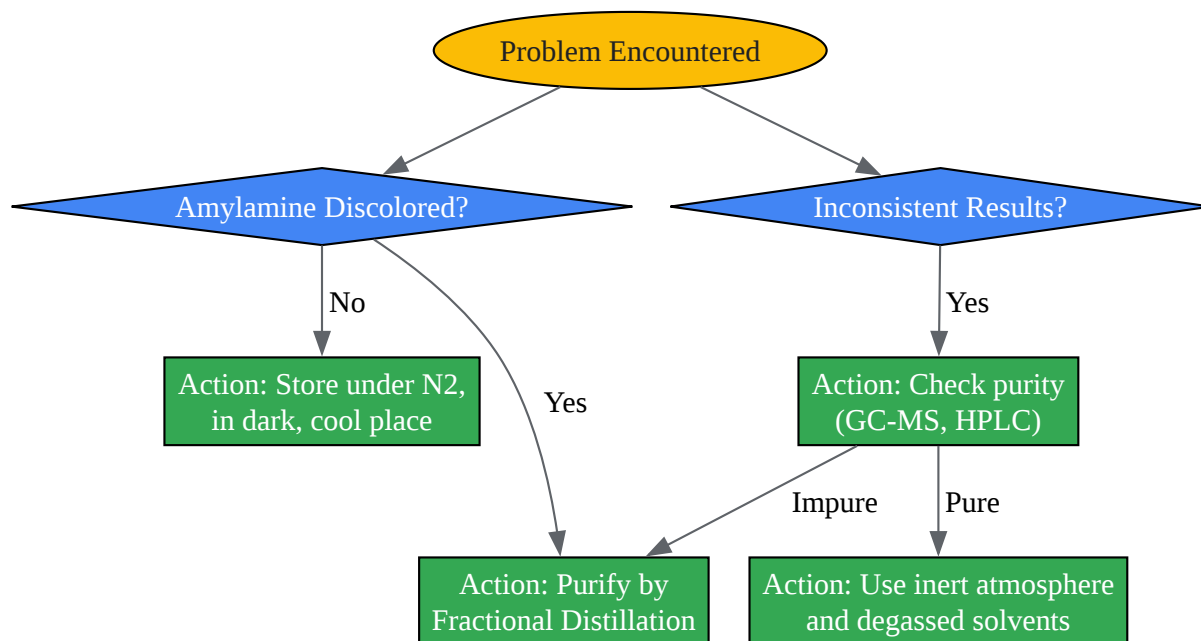 Problem Encountered
Amylamine Discolored?
Inconsistent Results?
No
Yes
Action: Store under N2,
in dark, cool place
Yes
Action: Check purity
(GC-MS, HPLC)
Impure
Pure
Action: Purify by
Fractional Distillation
Action: Use inert atmosphere
and degassed solvents